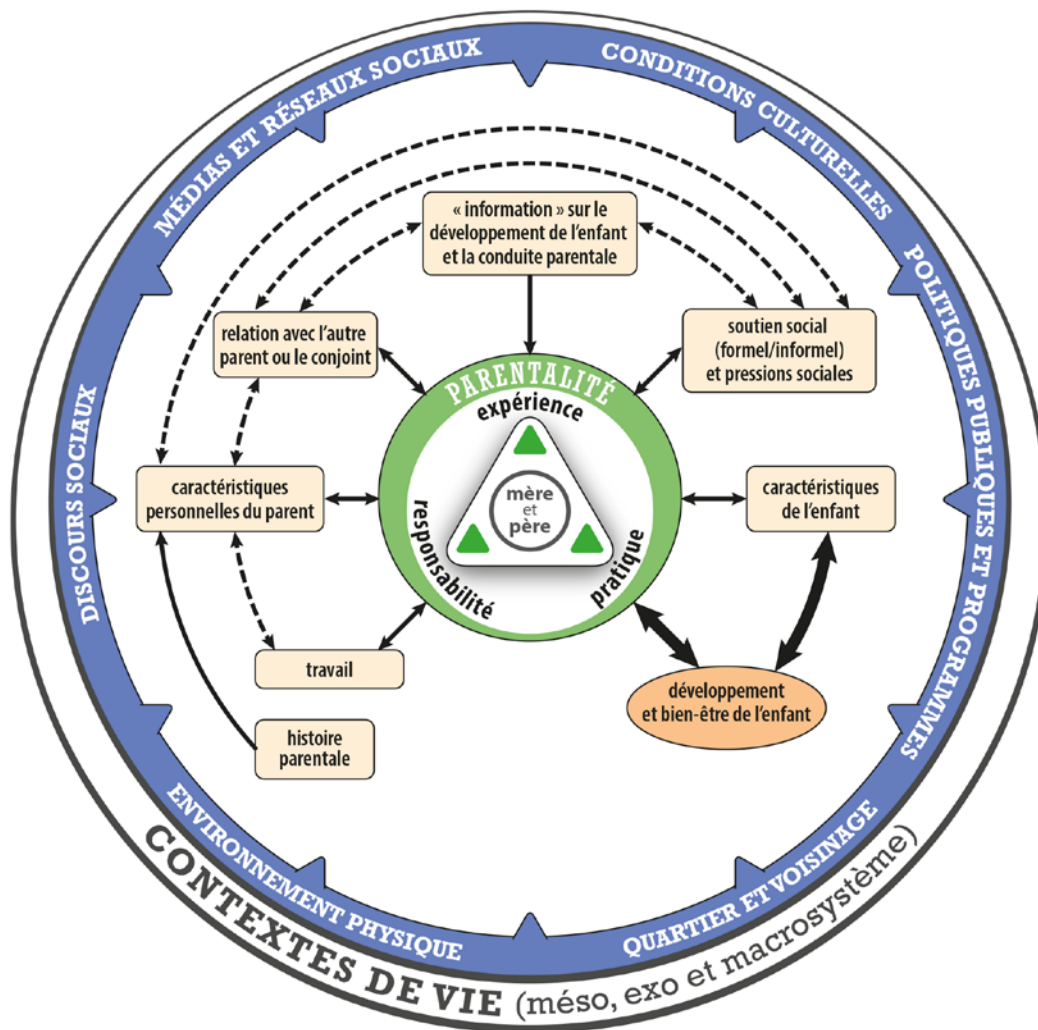 MÉDIAS ET RÉSEAUX SOCIAUX
CONDITIONS CULTURELLES
POLITIQUES PUBLIQUES ET PROGRAMMES
QUARTIER ET VOISINAGE
ENVIRONNEMENT PHYSIQUE
DISCOURS SOCIAUX
« information » sur le
développement de l'enfant
et la conduite parentale
relation avec l'autre
parent ou le conjoint
soutien social
(formel/informel)
et pressions sociales
PARENTALITÉ
expérience
responsabilité
pratique
mère
et
père
caractéristiques
personnelles du parent
caractéristiques
de l'enfant
travail
développement
et bien-être de l'enfant
histoire
parentale
CONTEXTES DE VIE (méso, exo et macrosystème)